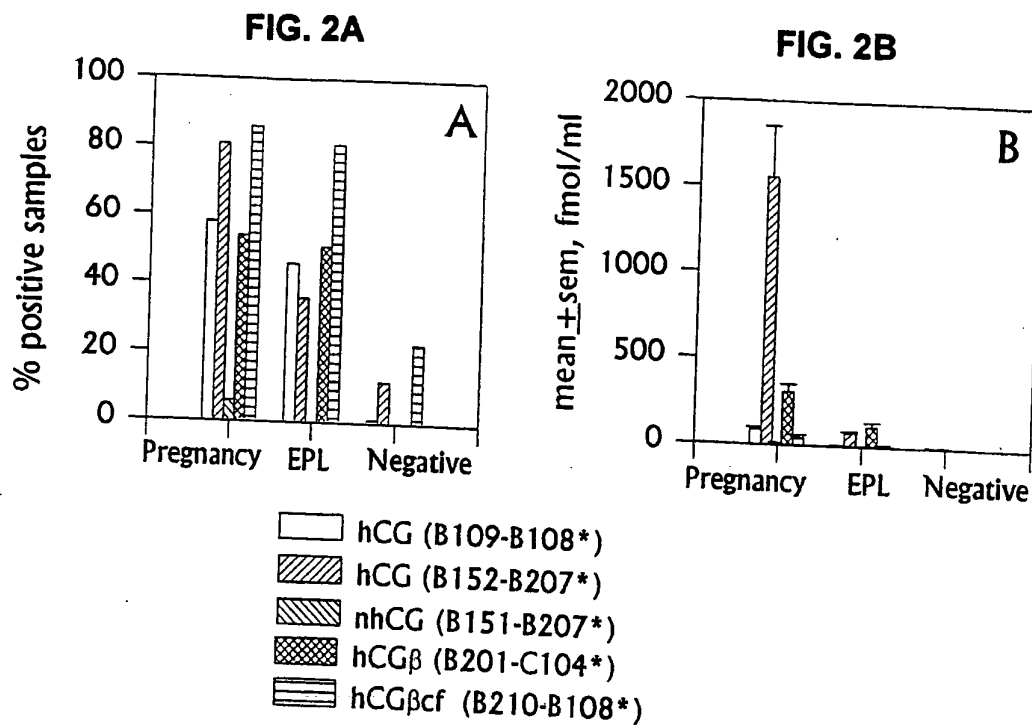 FIG. 2A
A
% positive samples
100
80
60
40
20
0
Pregnancy EPL Negative
FIG. 2B
B
mean ± sem, fmol/ml
2000
1500
1000
500
0
Pregnancy EPL Negative
hCG (B109-B108*)
hCG (B152-B207*)
nhCG (B151-B207*)
hCGβ (B201-C104*)
hCGβcf (B210-B108*)